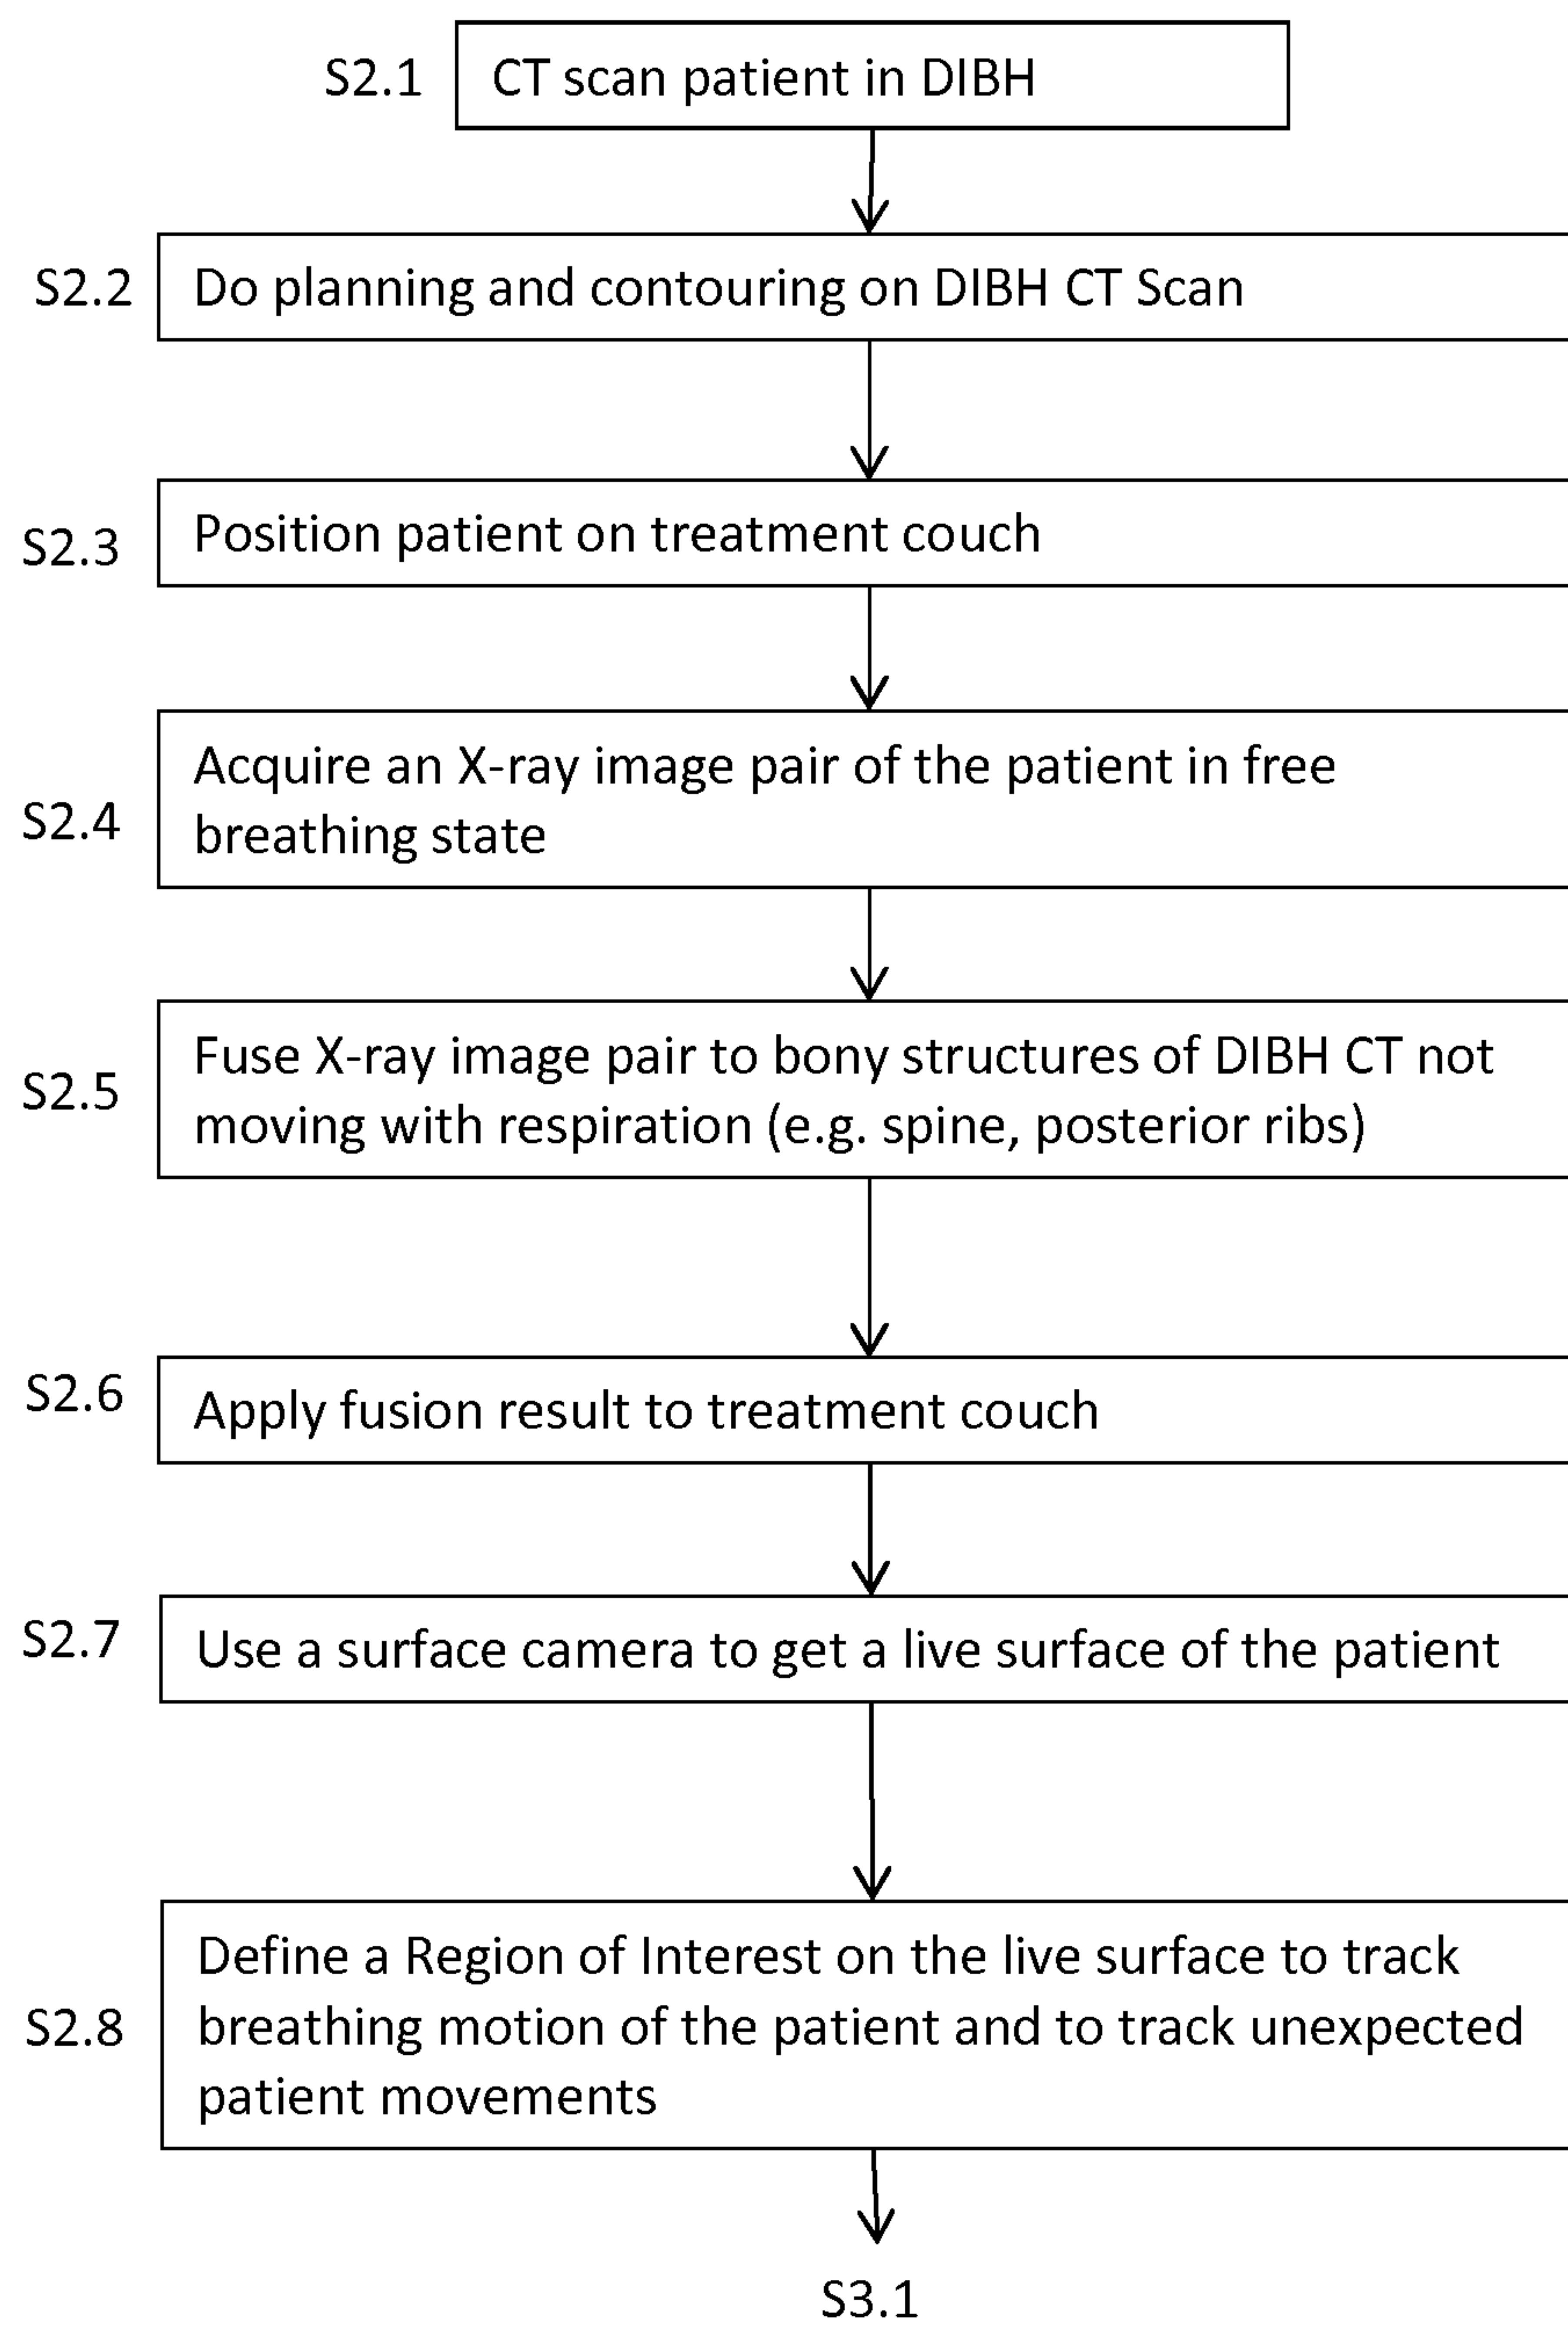 S2.1 CT scan patient in DIBH
S2.2 Do planning and contouring on DIBH CT Scan
S2.3 Position patient on treatment couch
S2.4 Acquire an X-ray image pair of the patient in free
breathing state
S2.5 Fuse X-ray image pair to bony structures of DIBH CT not
moving with respiration (e.g. spine, posterior ribs)
S2.6 Apply fusion result to treatment couch
S2.7 Use a surface camera to get a live surface of the patient
S2.8 Define a Region of Interest on the live surface to track
breathing motion of the patient and to track unexpected
patient movements
S3.1